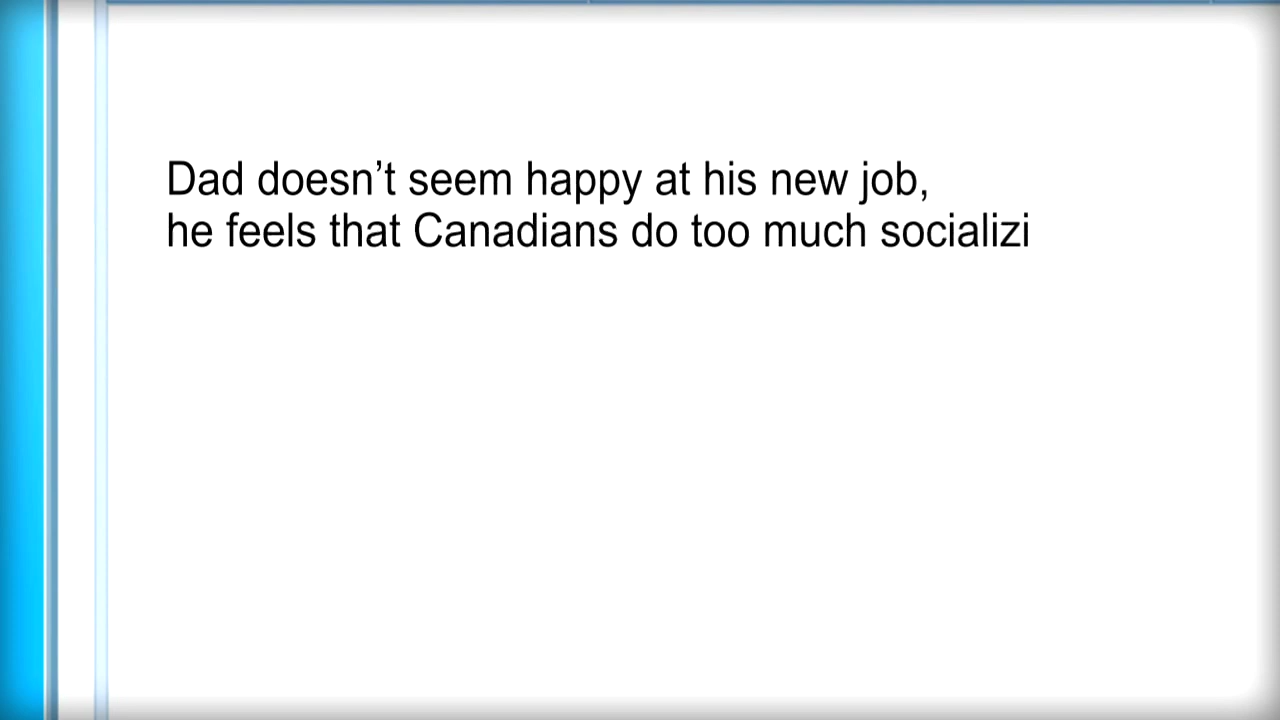 Dad doesn’t seem happy at his new job,
he feels that Canadians do too much socializi